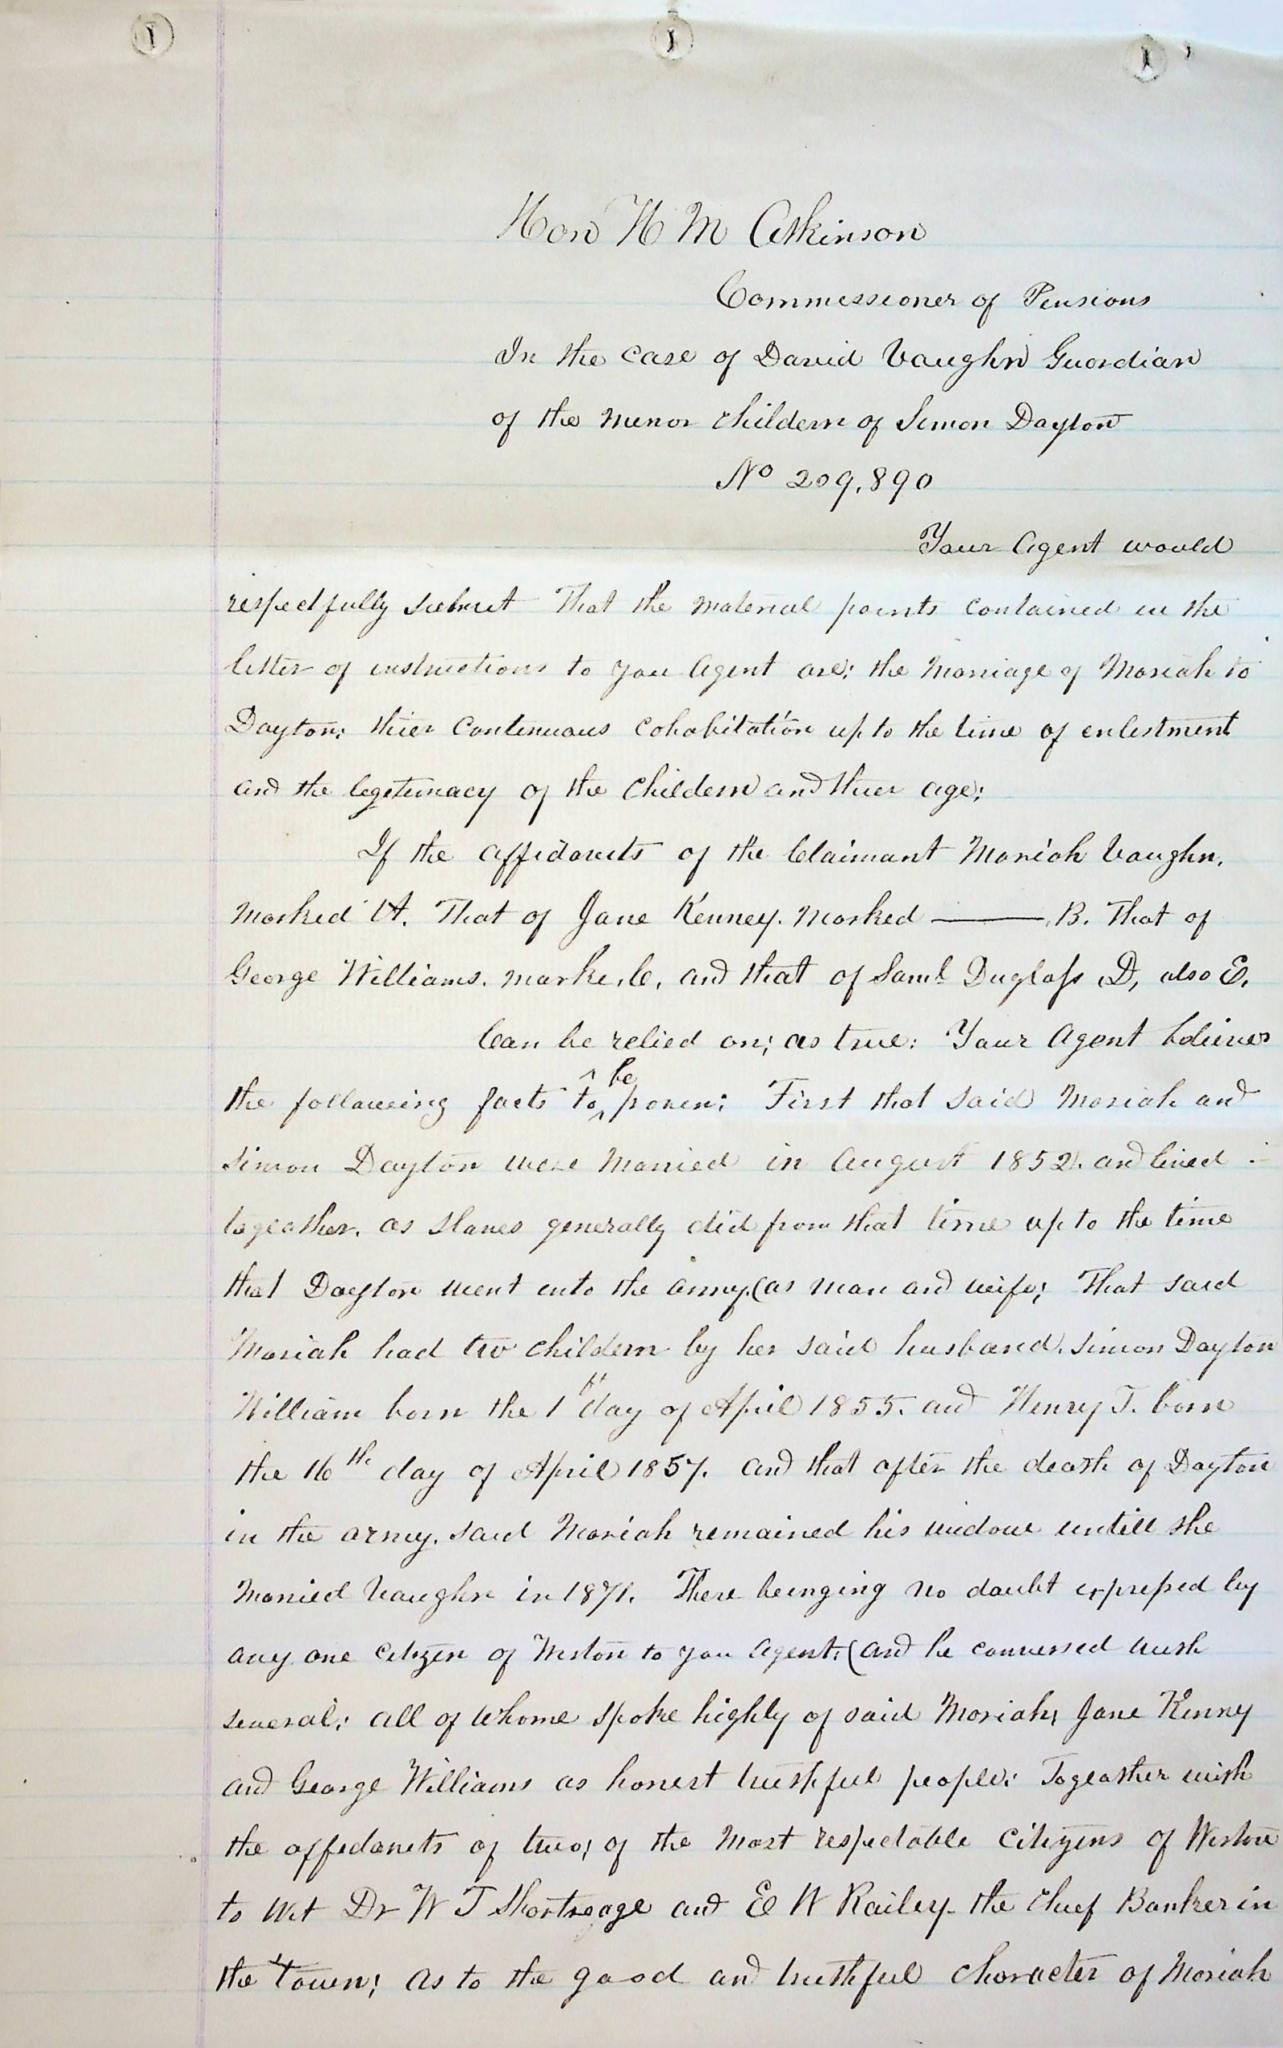 Hon H M Atkinson
Commissioner of Pensions
In the case of David Vaughn Guardian
of the minor childern of Simon Dayton
No 209,890
Your Agent would
respectfully submit That the material points contained in the
letter of instructions to you Agent are: the Marriage of Moriah to
Dayton: thier continuous cohabitation up to the time of enlistment
and the legitimacy of the childern and thier age;
If the affidavits of the Claimant Moriah Vaughn.
Marked A. That of Jane Kenney. Marked —— B. That of
George Williams. marke, C, and that of Saml Duglass D, also E.
Can be relied on; as true: Your Agent belives
the following facts to be proven: First that said Moriah and
Simon Dayton were Married in August 1852. and lived
togeather. as slaves generally did from that time up to the time
that Dayton went into the army. (as man and wife; That said
Moriah had two childern by her said husband. Simon Dayton
William born the 1st day of April 1855. and Henry T. born
the 16th day of April 1857. and that after the death of Dayton
in the army. said Moriah remained his widow untill she
Married Vaughn in 1871. There beinging no doubt expressed by
any one citizen of Weston to you Agent; (and he conversed with
several; all of whome spoke highly of said Moriah, Jane Kenny
and George Williams as honest truthful people: Togeather with
the affidavits of two; of the most respectable citizens of Weston
to wit Dr W T Shortreage and E W Railey the chief Banker in
the town; as to the good and truthful character of Moriah